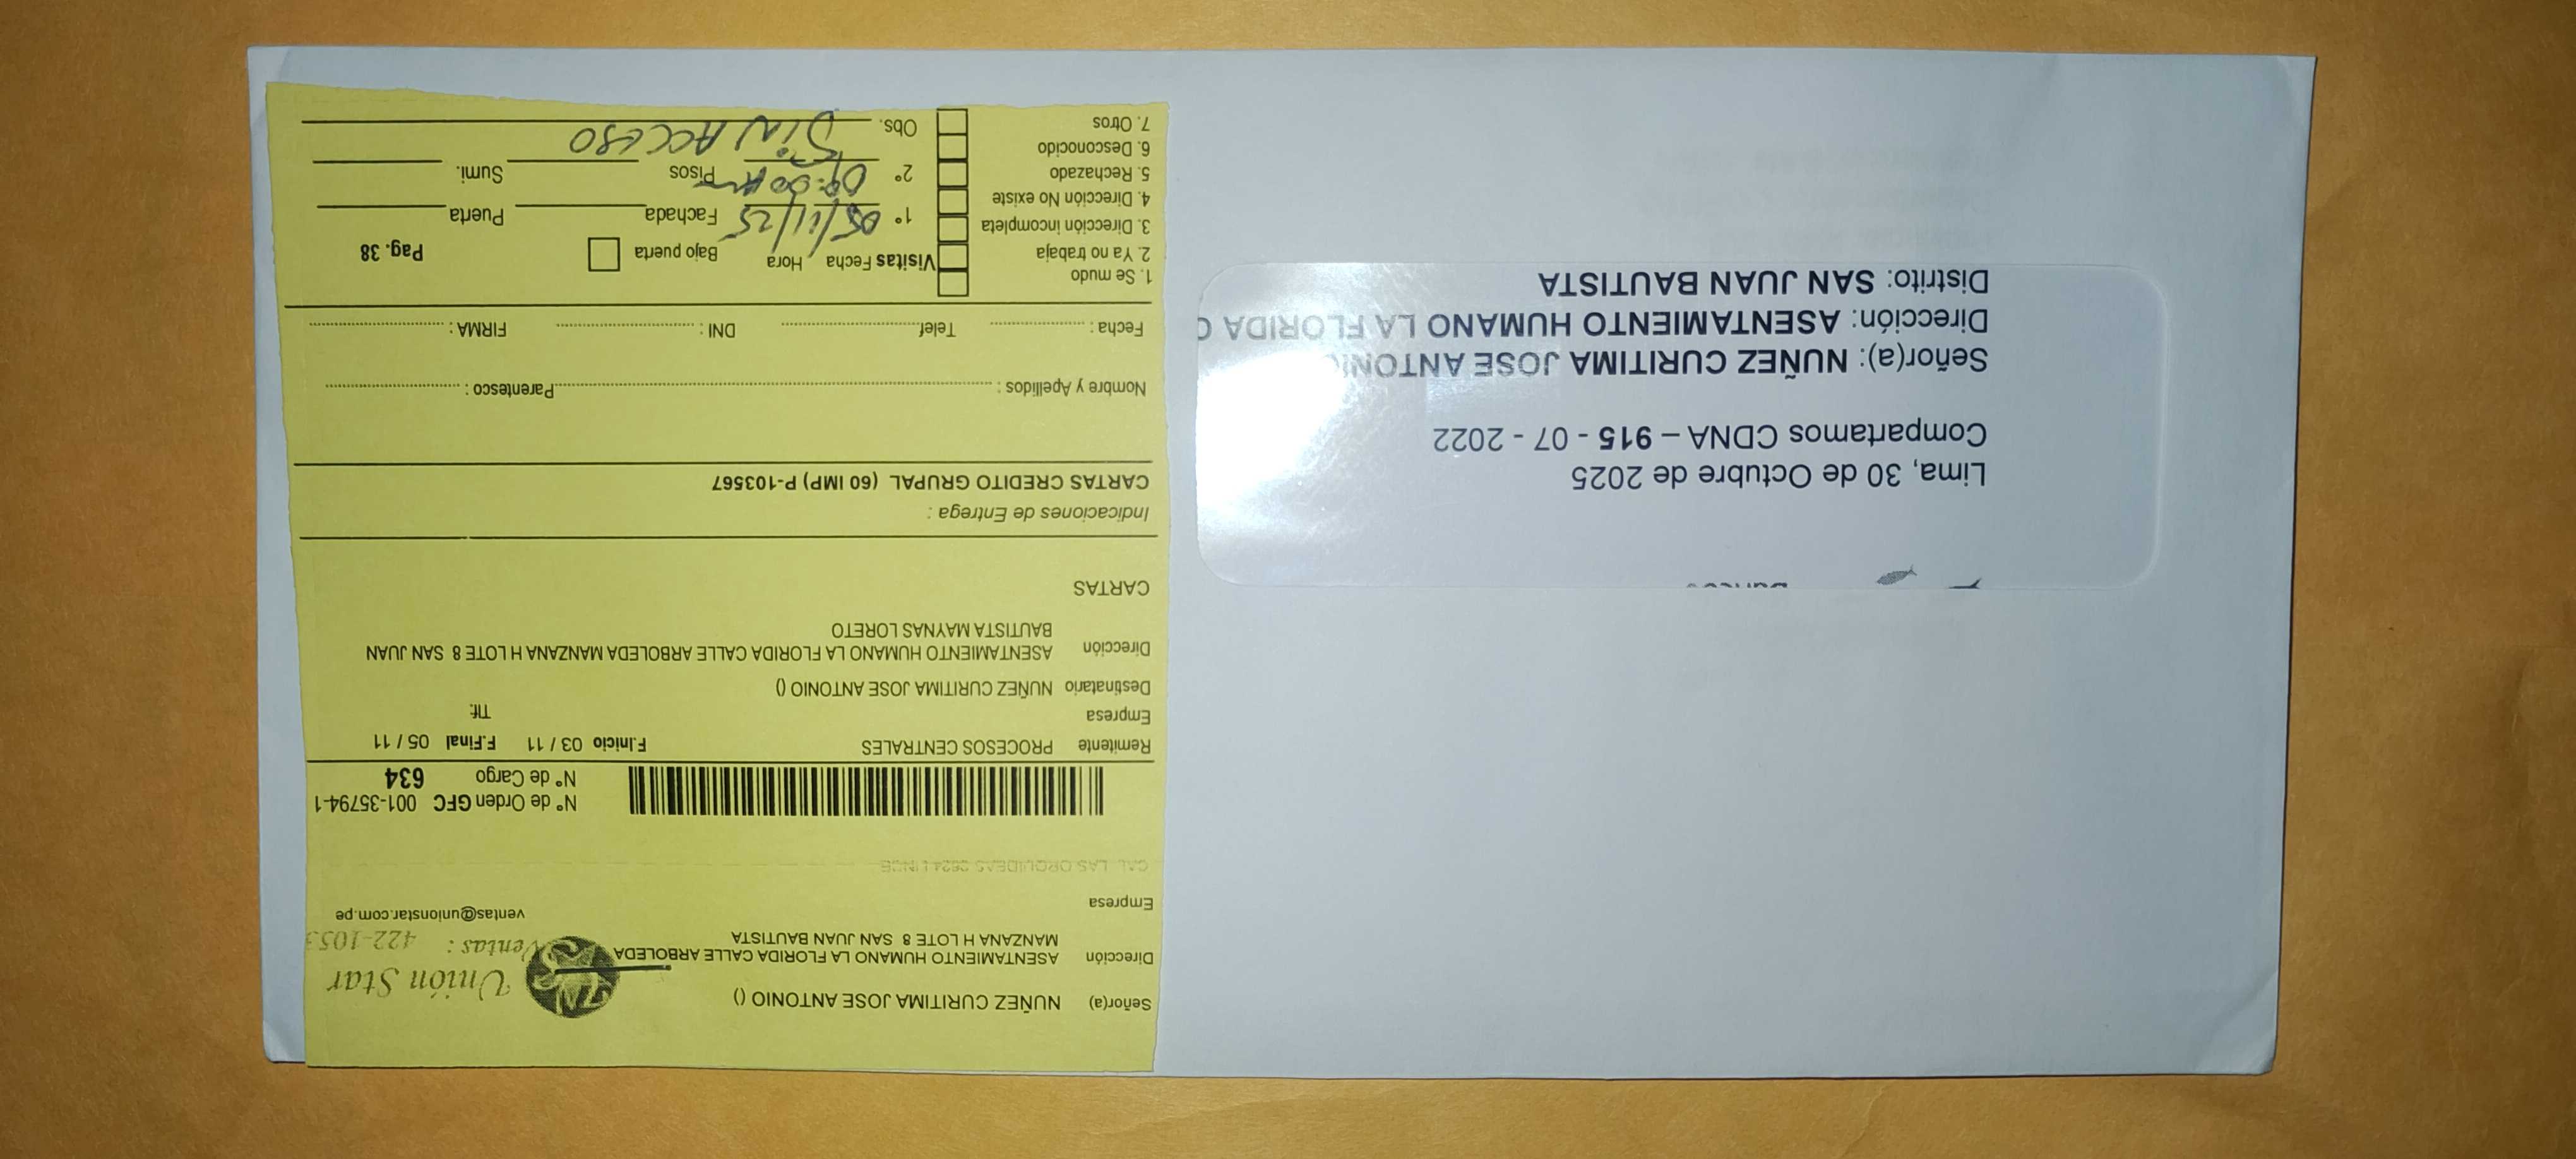 Señor(a) NUÑEZ CURITIMA JOSE ANTONIO ()
Dirección ASENTAMIENTO HUMANO LA FLORIDA CALLE ARBOLEDA
MANZANA H LOTE 8 SAN JUAN BAUTISTA
Empresa
Unión Star
Ventas : 422-1053
ventas@unionstar.com.pe
CAL. LAS ORQUIDEAS 2624 LINCE
N° de Orden GFC 001-35794-1
N° de Cargo 634
Remitente PROCESOS CENTRALES F.Inicio 03 / 11 F.Final 05 / 11
Empresa Tlf:
Destinatario NUÑEZ CURITIMA JOSE ANTONIO ()
Dirección ASENTAMIENTO HUMANO LA FLORIDA CALLE ARBOLEDA MANZANA H LOTE 8 SAN JUAN
BAUTISTA MAYNAS LORETO
CARTAS
Indicaciones de Entrega :
CARTAS CREDITO GRUPAL (60 IMP) P-103567
Nombre y Apellidos : Parentesco :
Fecha : Telef. DNI : FIRMA :
1. Se mudo
2. Ya no trabaja
3. Dirección incompleta
4. Dirección No existe
5. Rechazado
6. Desconocido
7. Otros
Visitas Fecha Hora Bajo puerta Pag. 38
1° 05/11/25 Fachada Puerta
2° Pisos Sumi.
Obs. SIN ACCESO
Lima, 30 de Octubre de 2025
Compartamos CDNA – 915 - 07 - 2022
Señor(a): NUÑEZ CURITIMA JOSE ANTONIO
Dirección: ASENTAMIENTO HUMANO LA FLORIDA C
Distrito: SAN JUAN BAUTISTA